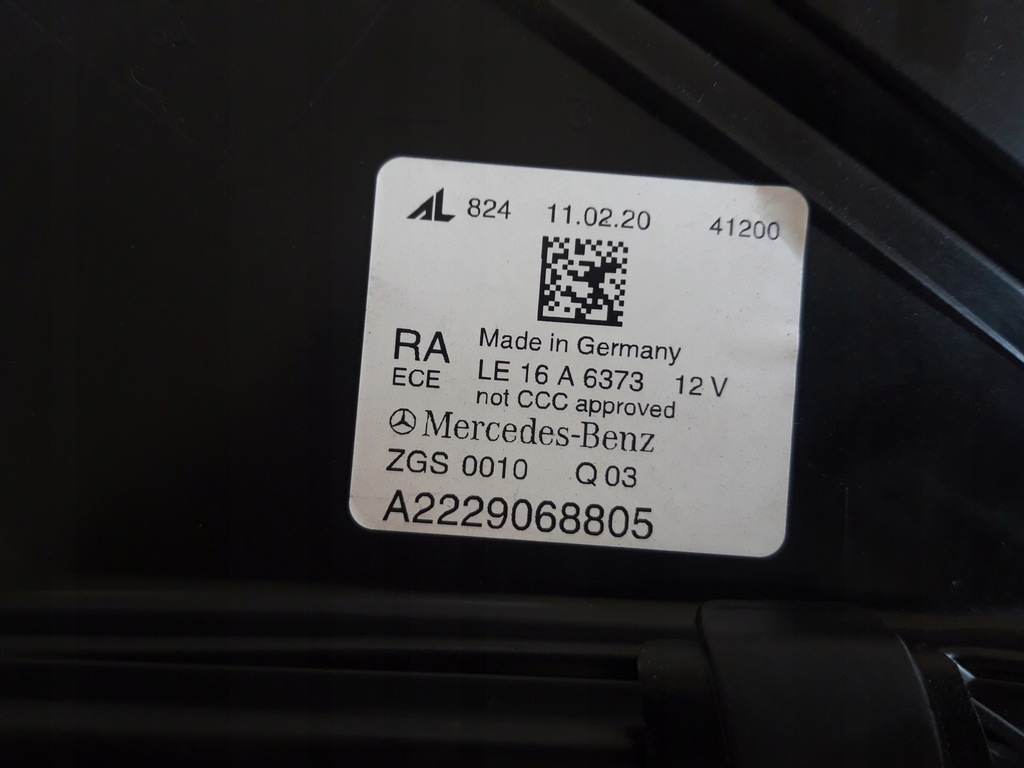 AL 824 11.02.20 41200
RA Made in Germany
ECE LE 16 A 6373 12 V
not CCC approved
Mercedes-Benz
ZGS 0010 Q 03
A2229068805